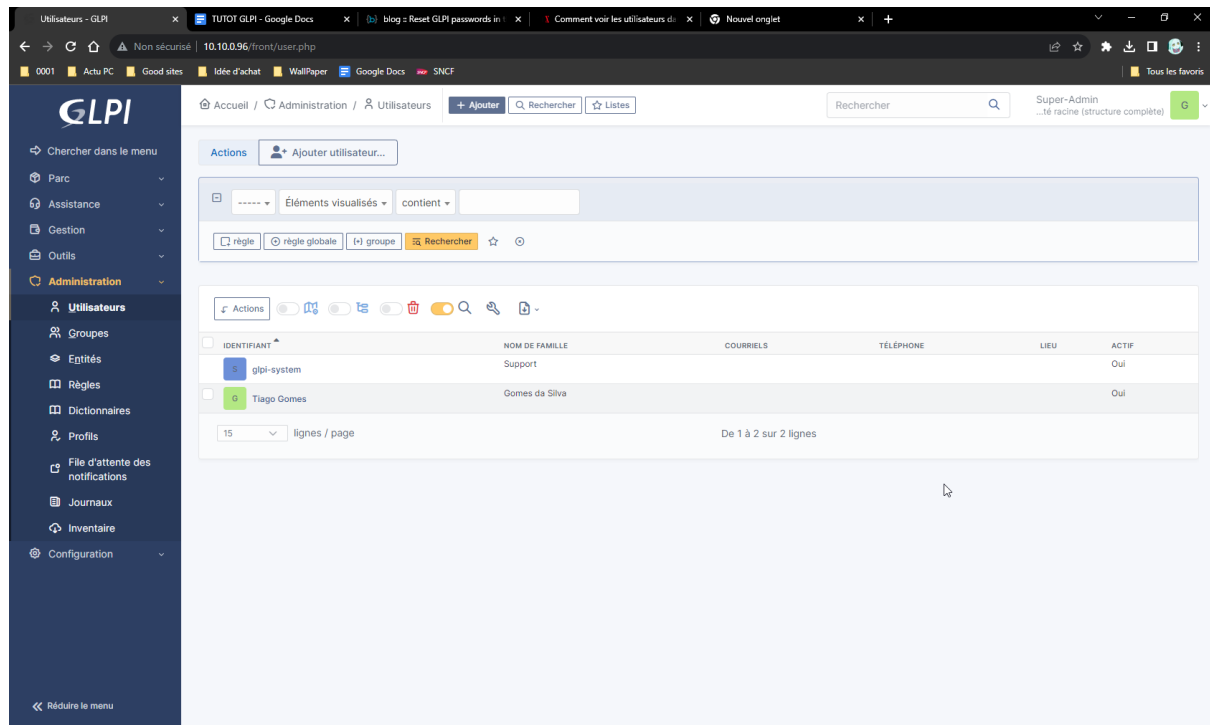 Utilisateurs - GLPI
TUTOT GLPI - Google Docs
blog :: Reset GLPI passwords in
Comment voir les utilisateurs da
Nouvel onglet
Non sécurisé
10.10.0.96/front/user.php
0001
Actu PC
Good sites
Idée d'achat
WallPaper
Google Docs
SNCF
Tous les favoris
GLPI
Accueil / Administration / Utilisateurs
+ Ajouter
Rechercher
Listes
Rechercher
Super-Admin
...té racine (structure complète)
G
Chercher dans le menu
Parc
Assistance
Gestion
Outils
Administration
Utilisateurs
Groupes
Entités
Règles
Dictionnaires
Profils
File d'attente des
notifications
Journaux
Inventaire
Configuration
Réduire le menu
Actions
Ajouter utilisateur...
-----
Éléments visualisés
contient
règle
règle globale
(+) groupe
Rechercher
Actions
IDENTIFIANT NOM DE FAMILLE COURRIELS TÉLÉPHONE LIEU ACTIF
S glpi-system Support Oui
G Tiago Gomes Gomes da Silva Oui
15 lignes / page De 1 à 2 sur 2 lignes